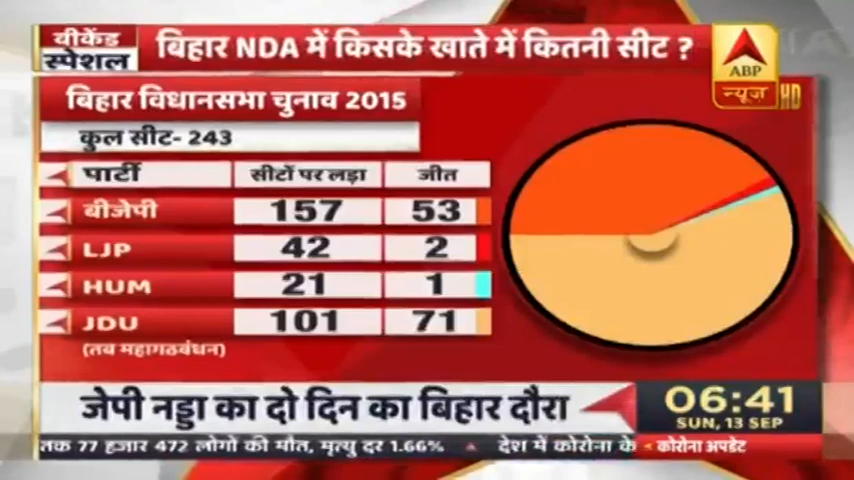 वीकेंड
स्पेशल
बिहार NDA में किसके खाते में कितनी सीट ?
ABP
न्यूज़ HD
बिहार विधानसभा चुनाव 2015
कुल सीट- 243
पार्टी सीटों पर लड़ा जीत
बीजेपी 157 53
LJP 42 2
HUM 21 1
JDU 101 71
(तब महागठबंधन)
जेपी नड्डा का दो दिन का बिहार दौरा
06:41
SUN, 13 SEP
तक 77 हजार 472 लोगों की मौत, मृत्यु दर 1.66% देश में कोरोना के कोरोना अपडेट